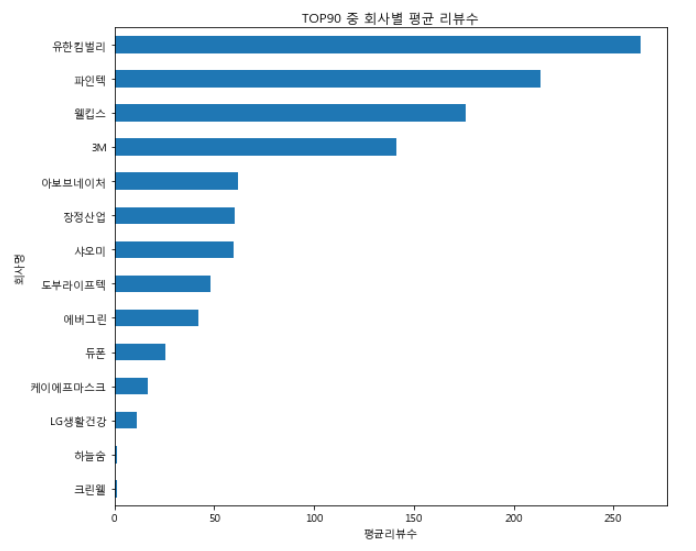 TOP90 중 회사별 평균 리뷰수
유한킴벌리
파인텍
웰킵스
3M
아보브네이처
장정산업
샤오미
도부라이프텍
에버그린
듀폰
케이에프마스크
LG생활건강
하늘숨
크린웰
회사명
0 50 100 150 200 250
평균리뷰수